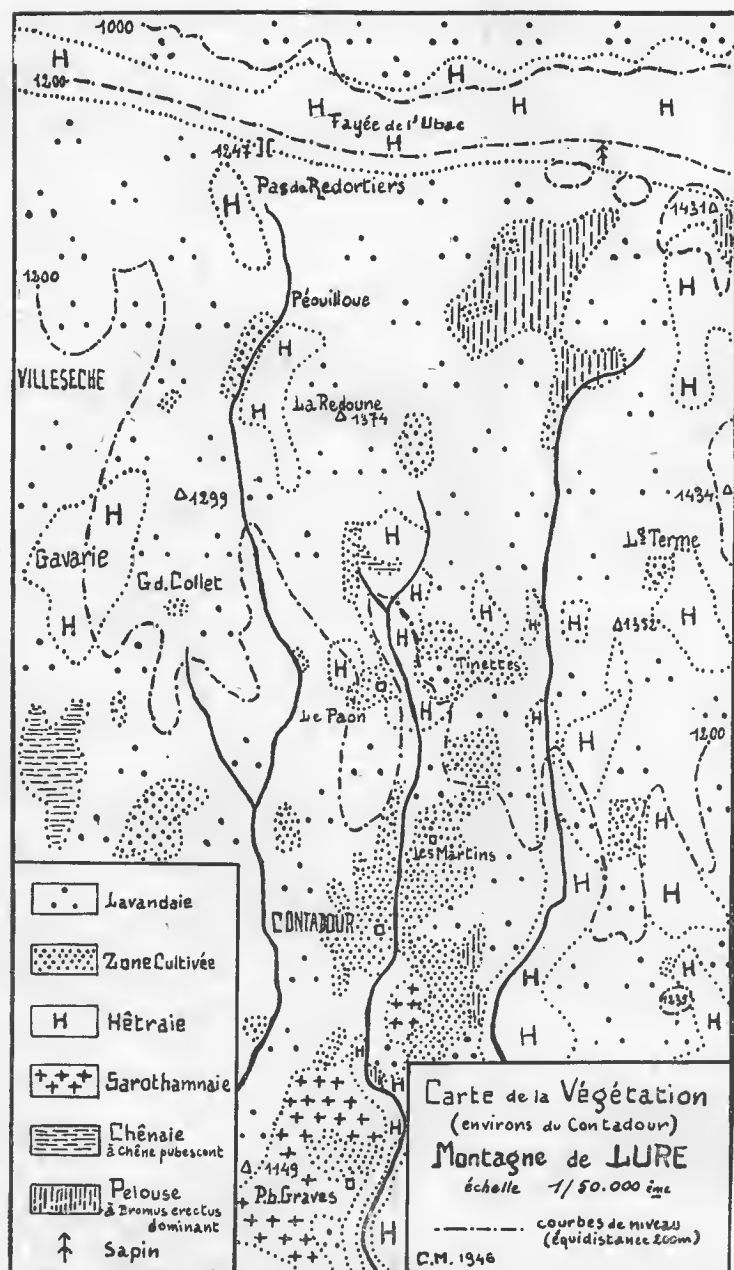 1000
H
1200
H
H
H
Fayée de l'Ubac
H
1247
Pas de Redortiers
H
1431
H
1200
Péouilloue
H
VILLESECHE
H
La Redoune
1374
H
H
1299
1434
Gavarie
H
Gd. Collet
Lg Terme
H
H
H
H
H
H
1352
H
H
Tinettes
H
Le Paon
H
H
H
1200
Les Martins
H
H
H
CONTADOUR
H
H
1235
H
H
H
H
H
1149
P.b. Graves
H
Lavandaie
Zone Cultivée
H Hêtraie
Sarothamnaie
Chênaie
à chêne pubescent
Pelouse
à Bromus erectus
dominant
Sapin
Carte de la Végétation
(environs du Contadour)
Montagne de LURE
échelle 1/50.000 ème
courbes de niveau
(équidistance 200m)
C.M. 1946